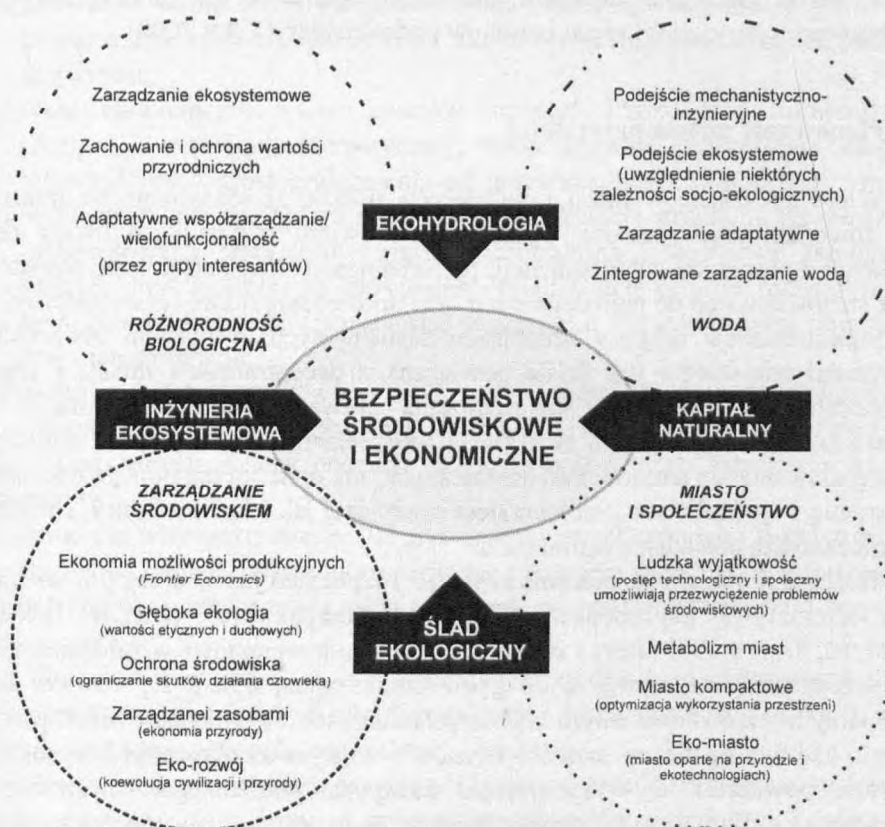 Zarządzanie ekosystemowe
Zachowanie i ochrona wartości
przyrodniczych
Adaptatywne współzarządzanie/
wielofunkcjonalność
(przez grupy interesantów)
RÓŻNORODNOŚĆ
BIOLOGICZNA
EKOHYDROLOGIA
Podejście mechanistyczno-
inżynieryjne
Podejście ekosystemowe
(uwzględnienie niektórych
zależności socjo-ekologicznych)
Zarządzanie adaptatywne
Zintegrowane zarządzanie wodą
WODA
INŻYNIERIA
EKOSYSTEMOWA
BEZPIECZEŃSTWO
ŚRODOWISKOWE
I EKONOMICZNE
KAPITAŁ
NATURALNY
ZARZĄDZANIE
ŚRODOWISKIEM
Ekonomia możliwości produkcyjnych
(Frontier Economics)
Głęboka ekologia
(wartości etycznych i duchowych)
Ochrona środowiska
(ograniczanie skutków działania człowieka)
Zarządzanei zasobami
(ekonomia przyrody)
Eko-rozwój
(koewolucja cywilizacji i przyrody)
ŚLAD
EKOLOGICZNY
MIASTO
I SPOŁECZEŃSTWO
Ludzka wyjątkowość
(postęp technologiczny i społeczny
umożliwiają przezwyciężenie problemów
środowiskowych)
Metabolizm miast
Miasto kompaktowe
(optymizacja wykorzystania przestrzeni)
Eko-miasto
(miasto oparte na przyrodzie i
ekotechnologiach)